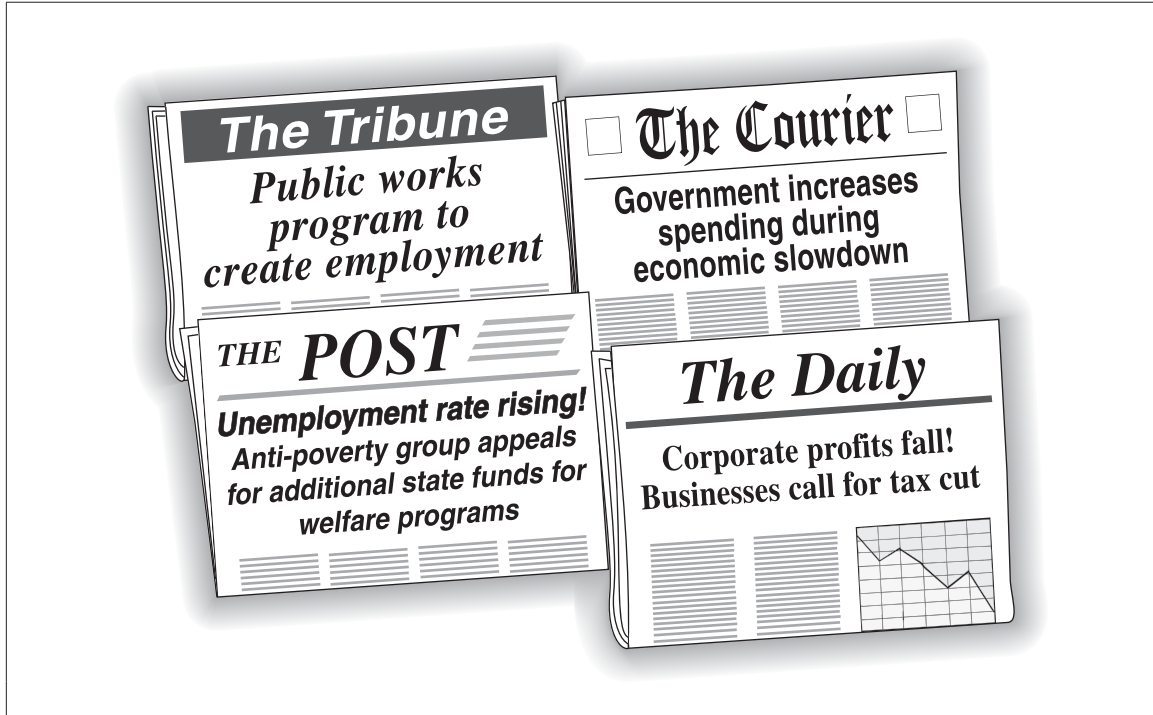 The Tribune
Public works
program to
create employment
The Courier
Government increases
spending during
economic slowdown
THE POST
Unemployment rate rising!
Anti-poverty group appeals
for additional state funds for
welfare programs
The Daily
Corporate profits fall!
Businesses call for tax cut